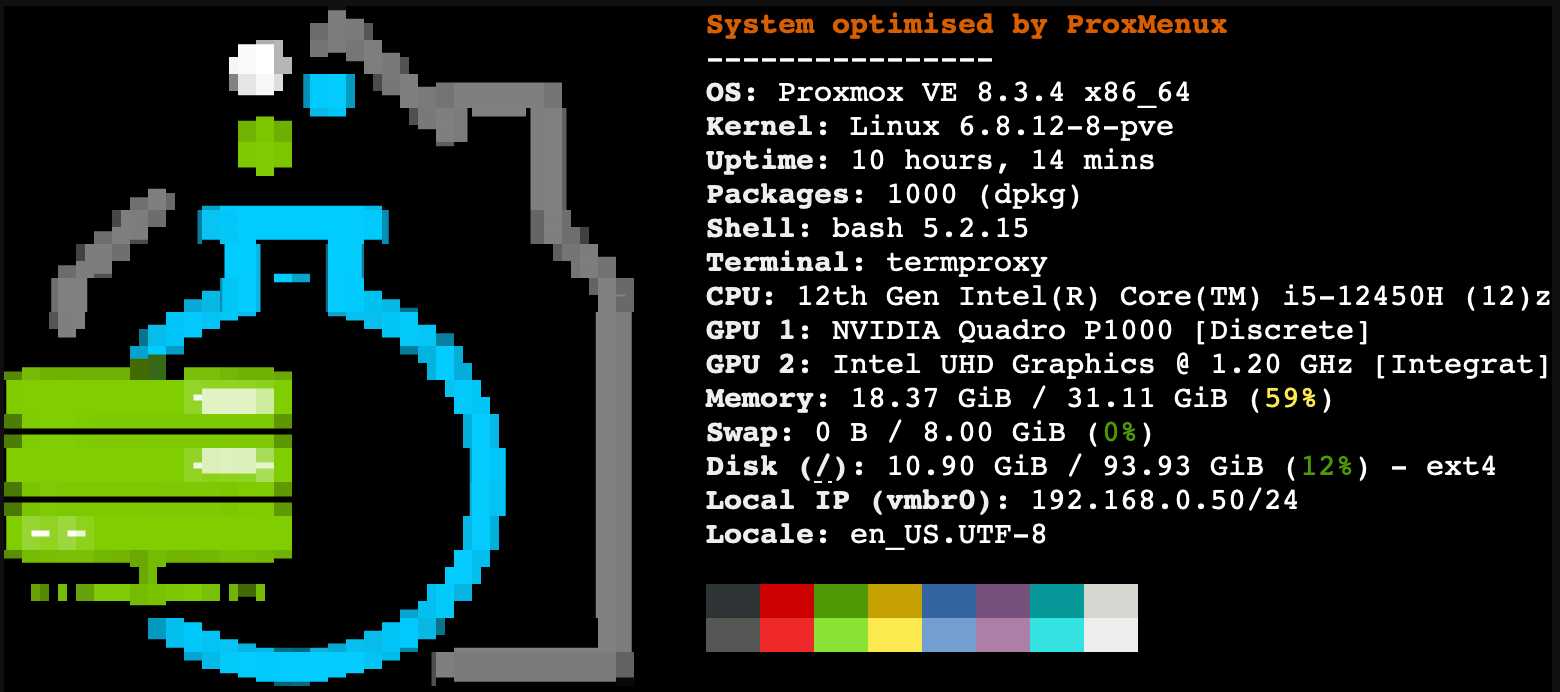 System optimised by ProxMenux
----------------
OS: Proxmox VE 8.3.4 x86_64
Kernel: Linux 6.8.12-8-pve
Uptime: 10 hours, 14 mins
Packages: 1000 (dpkg)
Shell: bash 5.2.15
Terminal: termproxy
CPU: 12th Gen Intel(R) Core(TM) i5-12450H (12)z
GPU 1: NVIDIA Quadro P1000 [Discrete]
GPU 2: Intel UHD Graphics @ 1.20 GHz [Integrat]
Memory: 18.37 GiB / 31.11 GiB (59%)
Swap: 0 B / 8.00 GiB (0%)
Disk (/): 10.90 GiB / 93.93 GiB (12%) - ext4
Local IP (vmbr0): 192.168.0.50/24
Locale: en_US.UTF-8